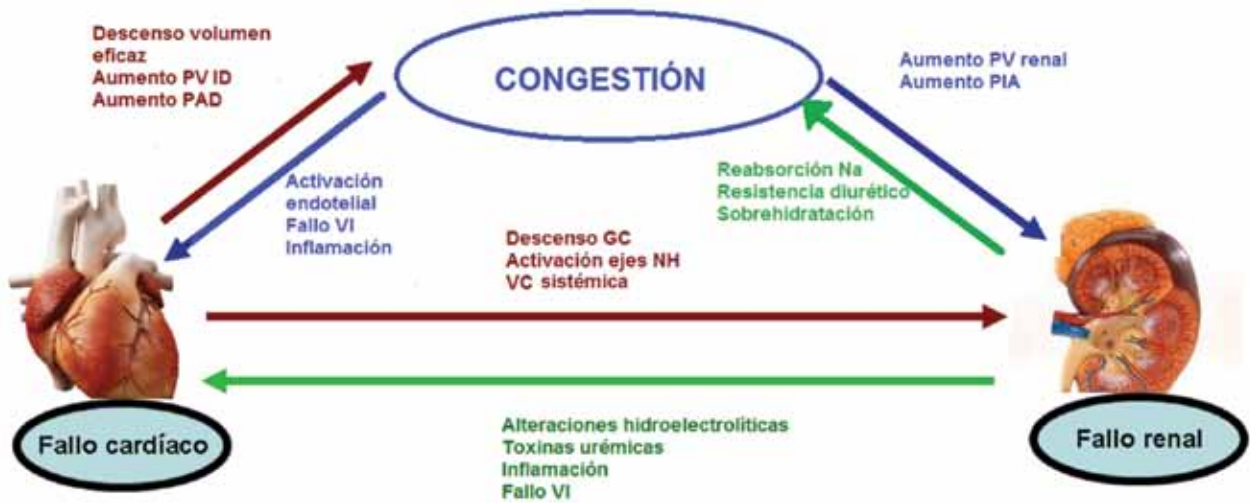 Descenso volumen
eficaz
Aumento PV ID
Aumento PAD
CONGESTIÓN
Aumento PV renal
Aumento PIA
Activación
endotelial
Fallo VI
Inflamación
Reabsorción Na
Resistencia diurético
Sobrehidratación
Descenso GC
Activación ejes NH
VC sistémica
Fallo cardíaco
Fallo renal
Alteraciones hidroelectrolíticas
Toxinas urémicas
Inflamación
Fallo VI